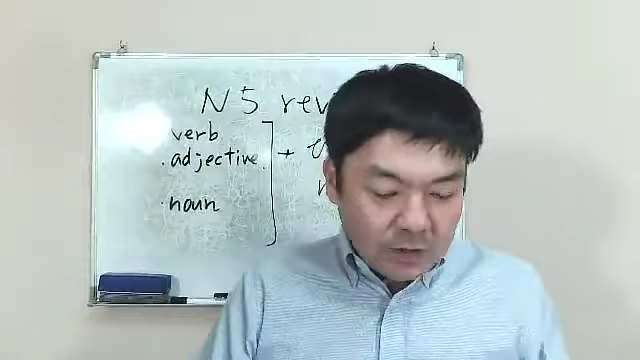 N5 rev
verb
・adjective +
・noun